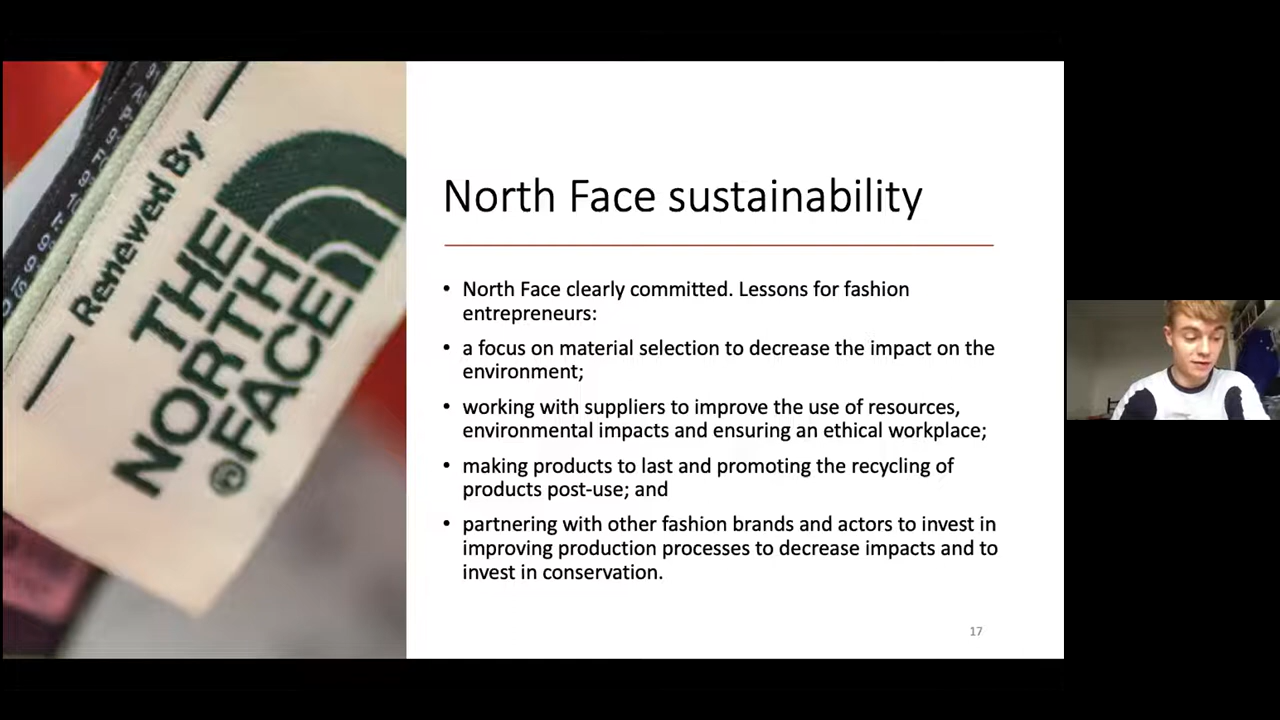 Renewed By
THE
NORTH
©FACE
North Face sustainability
• North Face clearly committed. Lessons for fashion
entrepreneurs:
• a focus on material selection to decrease the impact on the
environment;
• working with suppliers to improve the use of resources,
environmental impacts and ensuring an ethical workplace;
• making products to last and promoting the recycling of
products post-use; and
• partnering with other fashion brands and actors to invest in
improving production processes to decrease impacts and to
invest in conservation.
17